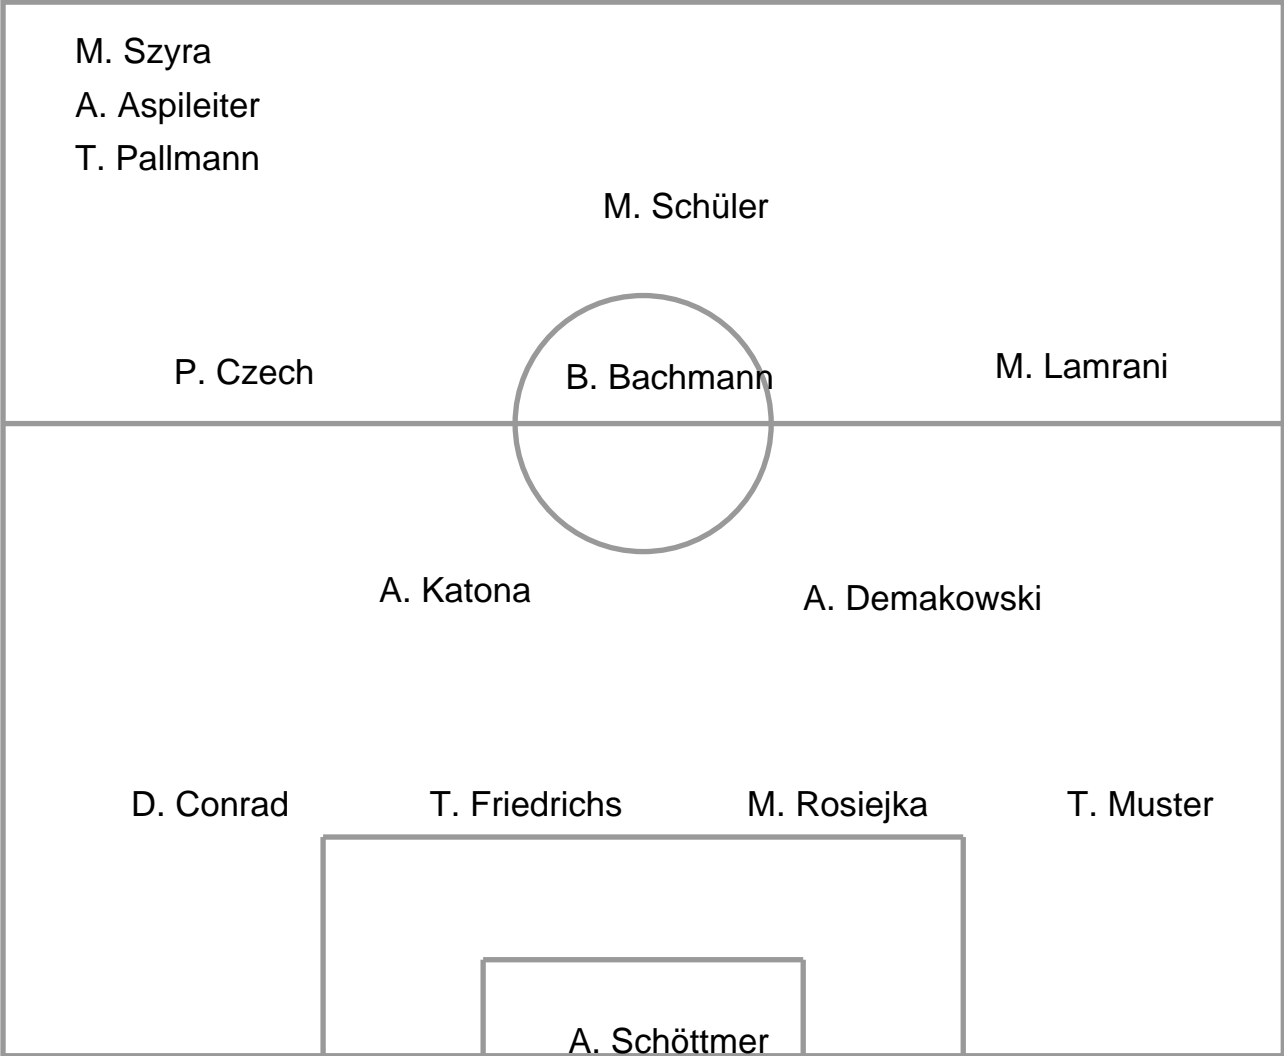 M. Szyra
A. Aspileiter
T. Pallmann
M. Schüler
P. Czech
B. Bachmann
M. Lamrani
A. Katona
A. Demakowski
D. Conrad
T. Friedrichs
M. Rosiejka
T. Muster
A. Schöttmer